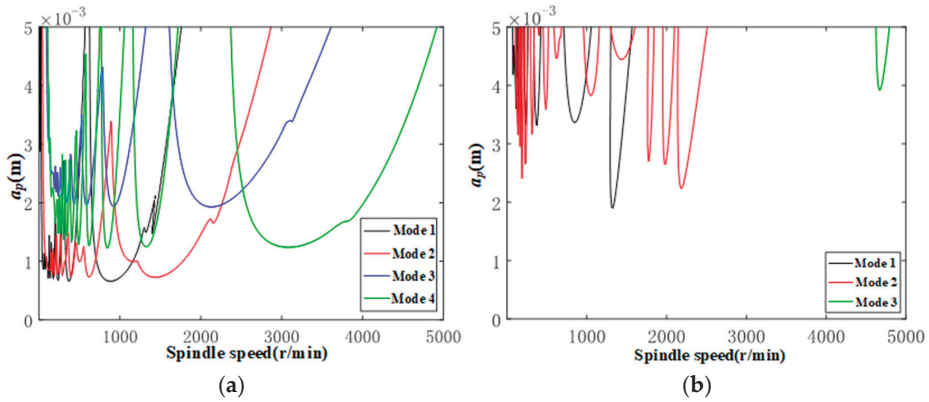 ×10⁻³
5
4
3
2
1
0
a_p(m)
1000 2000 3000 4000 5000
Spindle speed(r/min)
Mode 1
Mode 2
Mode 3
Mode 4
(a)
×10⁻³
5
4
3
2
1
0
a_p(m)
0 1000 2000 3000 4000 5000
Spindle speed(r/min)
Mode 1
Mode 2
Mode 3
(b)